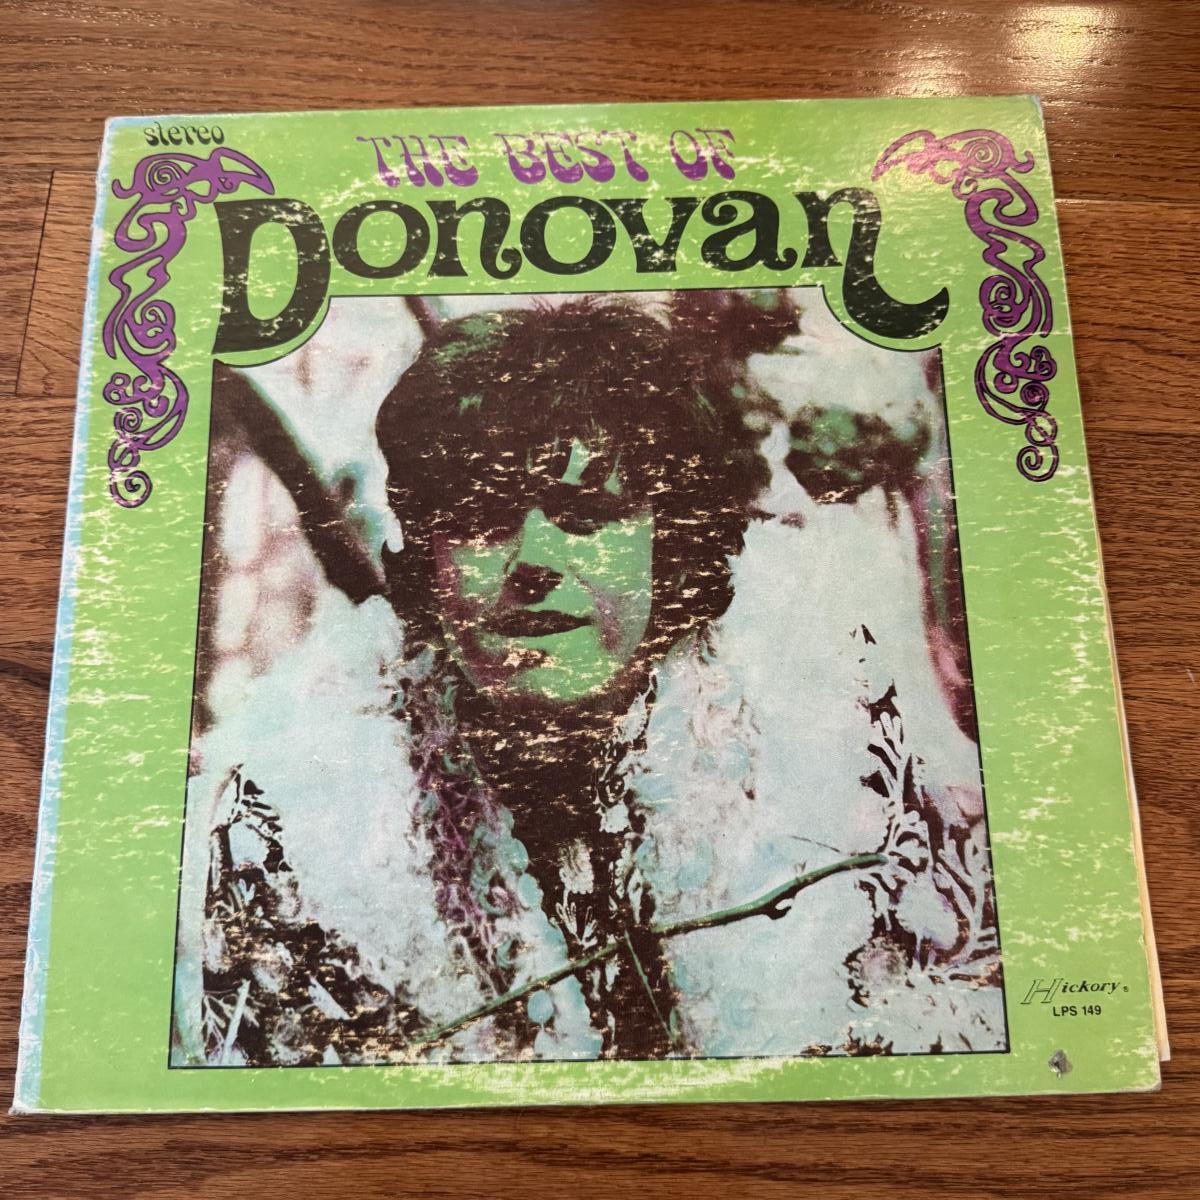 stereo
THE BEST OF
Donovan
Hickory®
LPS 149